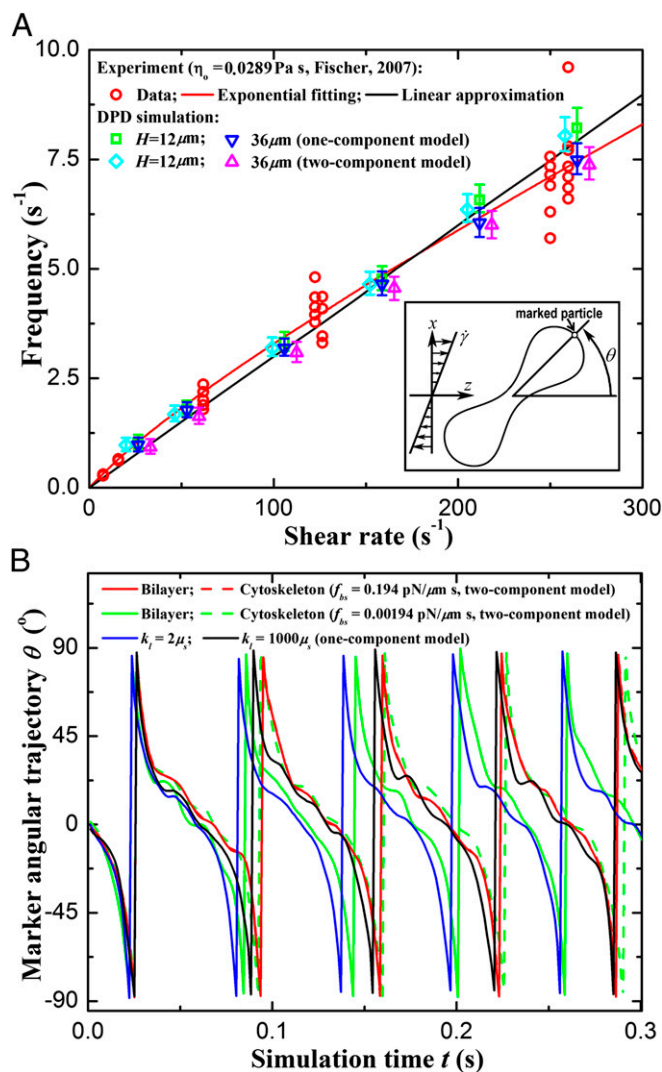 A
10.0
7.5
5.0
2.5
0.0
Frequency (s⁻¹)
Experiment (ηₒ = 0.0289 Pa s, Fischer, 2007):
Data; Exponential fitting; Linear approximation
DPD simulation:
H=12μm; 36μm (one-component model)
H=12μm; 36μm (two-component model)
marked particle
x
γ̇
z
θ
0 100 200 300
Shear rate (s⁻¹)
B
Bilayer; Cytoskeleton (f_bs = 0.194 pN/μm s, two-component model)
Bilayer; Cytoskeleton (f_bs = 0.00194 pN/μm s, two-component model)
k_l = 2μₛ; k_l = 1000μₛ (one-component model)
90
45
0
-45
-90
Marker angular trajectory θ (°)
0.0 0.1 0.2 0.3
Simulation time t (s)